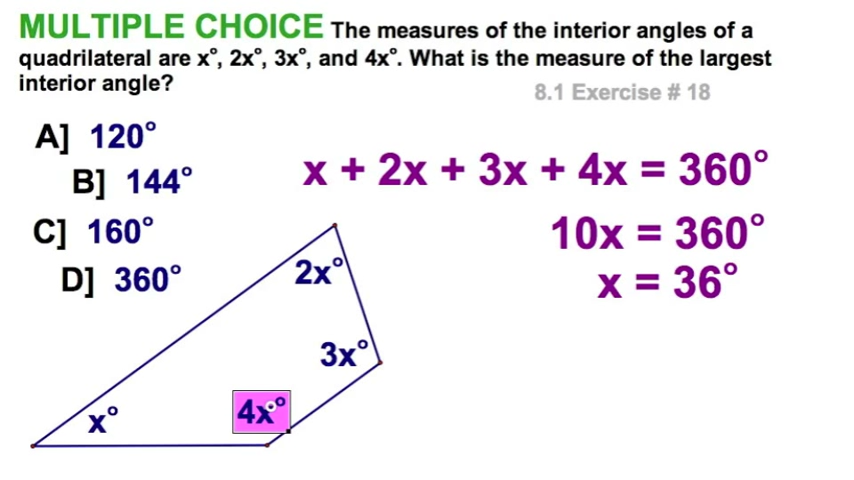 MULTIPLE CHOICE The measures of the interior angles of a
quadrilateral are x°, 2x°, 3x°, and 4x°. What is the measure of the largest
interior angle?
8.1 Exercise # 18
A] 120°
B] 144°
C] 160°
D] 360°
x + 2x + 3x + 4x = 360°
10x = 360°
x = 36°
2x°
3x°
x°
4x°